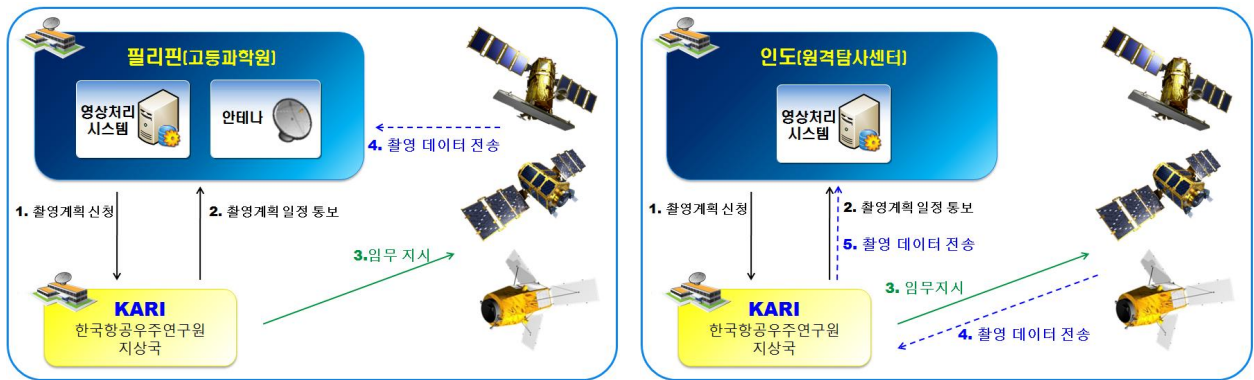 필리핀(고등과학원)
영상처리
시스템
안테나
4. 촬영 데이터 전송
1. 촬영계획 신청
2. 촬영계획 일정 통보
3.임무 지시
KARI
한국항공우주연구원
지상국
인도(원격탐사센터)
영상처리
시스템
1. 촬영계획 신청
2. 촬영계획 일정 통보
5. 촬영 데이터 전송
3. 임무지시
4. 촬영 데이터 전송
KARI
한국항공우주연구원
지상국